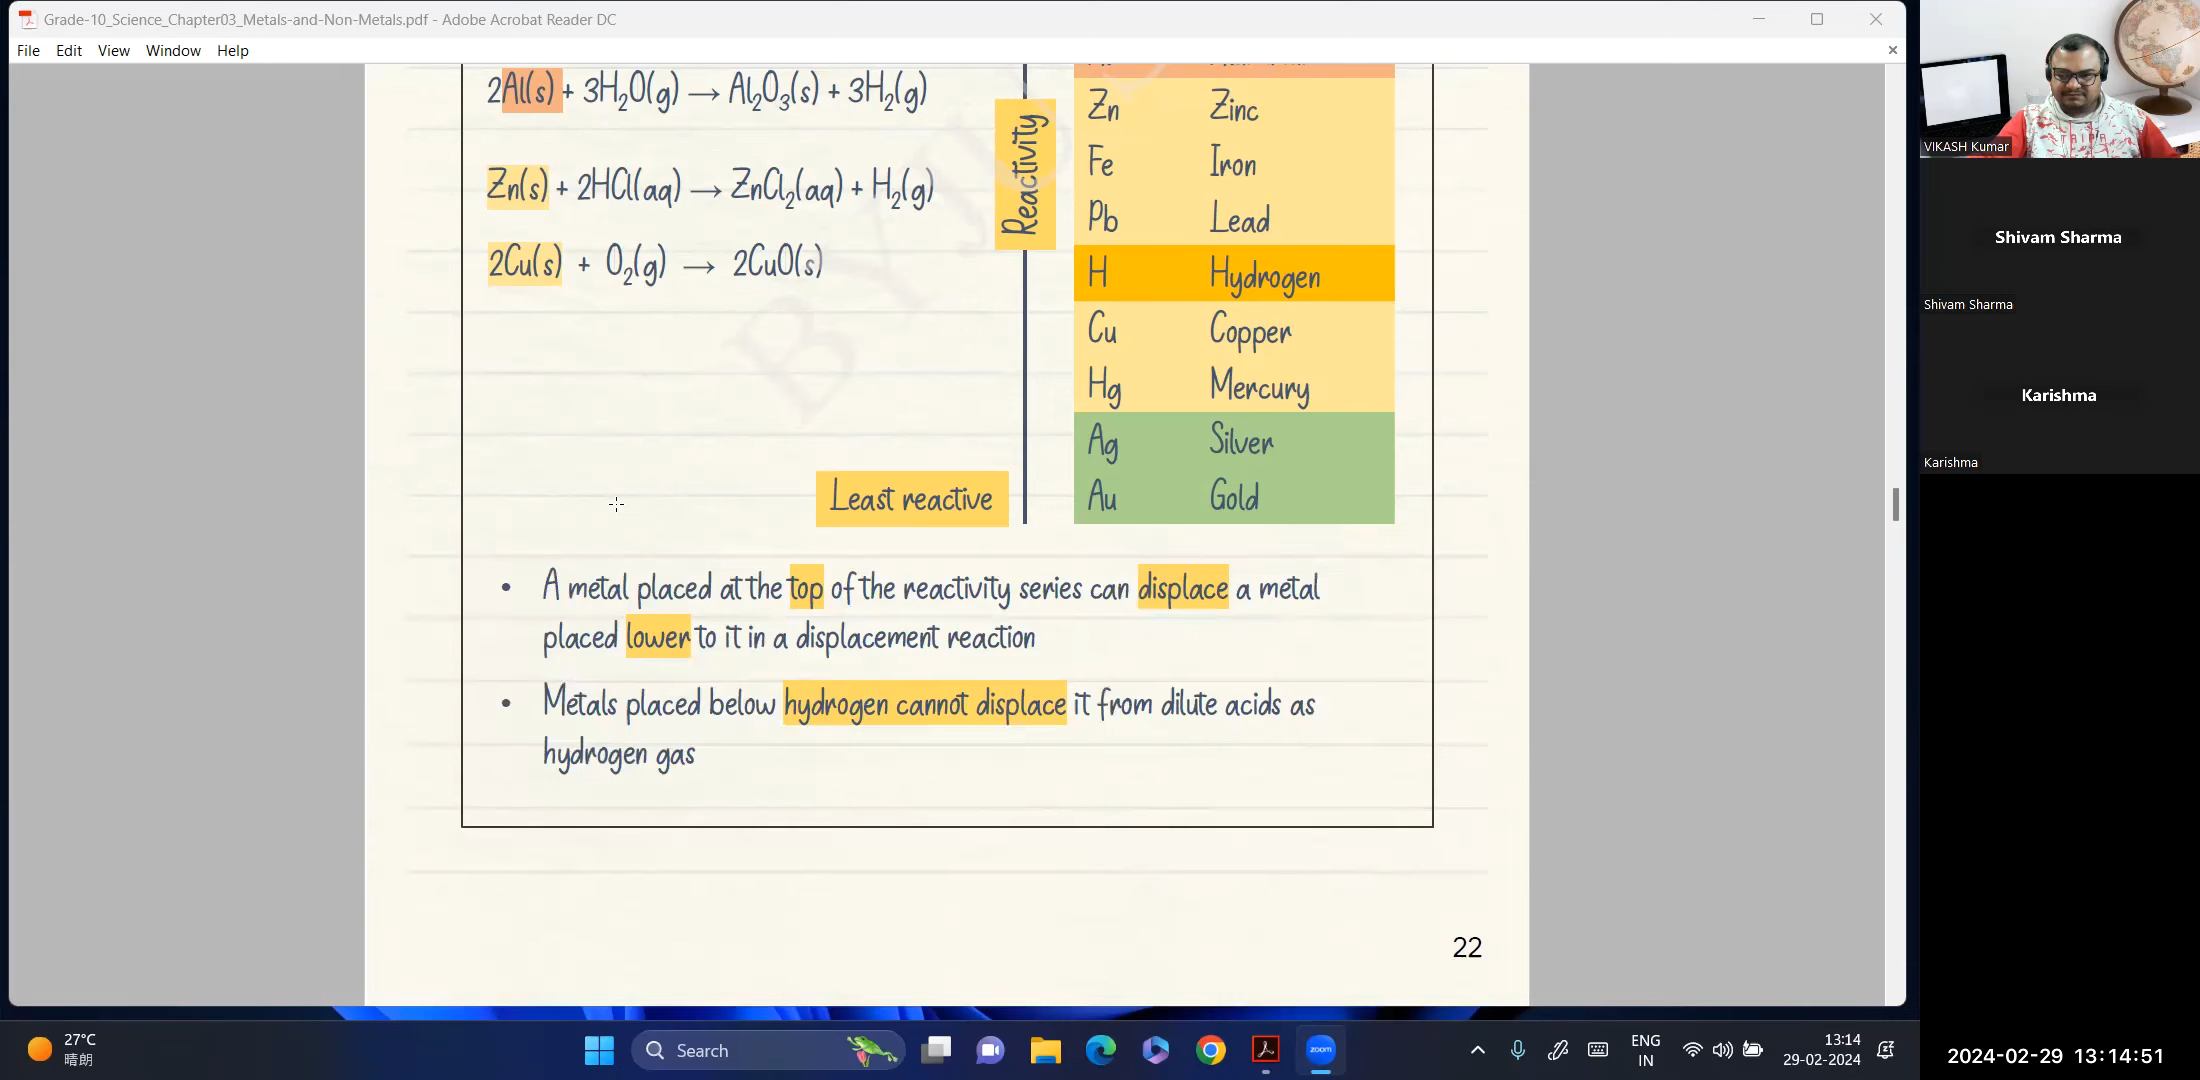 Grade-10_Science_Chapter03_Metals-and-Non-Metals.pdf - Adobe Acrobat Reader DC
File Edit View Window Help
2Al(s) + 3H₂O(g) → Al₂O₃(s) + 3H₂(g)
Zn(s) + 2HCl(aq) → ZnCl₂(aq) + H₂(g)
2Cu(s) + O₂(g) → 2CuO(s)
Reactivity
Zn Zinc
Fe Iron
Pb Lead
H Hydrogen
Cu Copper
Hg Mercury
Ag Silver
Au Gold
Least reactive
• A metal placed at the top of the reactivity series can displace a metal
placed lower to it in a displacement reaction
• Metals placed below hydrogen cannot displace it from dilute acids as
hydrogen gas
22
VIKASH Kumar
Shivam Sharma
Shivam Sharma
Karishma
Karishma
27°C
晴朗
Search
zoom
ENG
IN
13:14
29-02-2024
2024-02-29 13:14:51